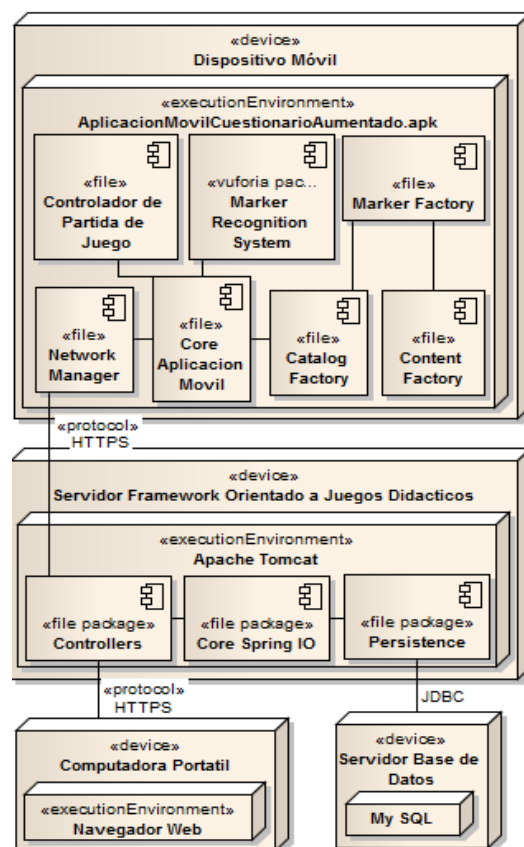 «device»
Dispositivo Móvil
«executionEnvironment»
AplicacionMovilCuestionarioAumentado.apk
«file»
Controlador de
Partida de
Juego
«vuforia pac...
Marker
Recognition
System
«file»
Marker Factory
«file»
Network
Manager
«file»
Core
Aplicacion
Movil
«file»
Catalog
Factory
«file»
Content
Factory
«protocol»
HTTPS
«device»
Servidor Framework Orientado a Juegos Didacticos
«executionEnvironment»
Apache Tomcat
«file package»
Controllers
«file package»
Core Spring IO
«file package»
Persistence
«protocol»
HTTPS
JDBC
«device»
Computadora Portatil
«executionEnvironment»
Navegador Web
«device»
Servidor Base de
Datos
My SQL